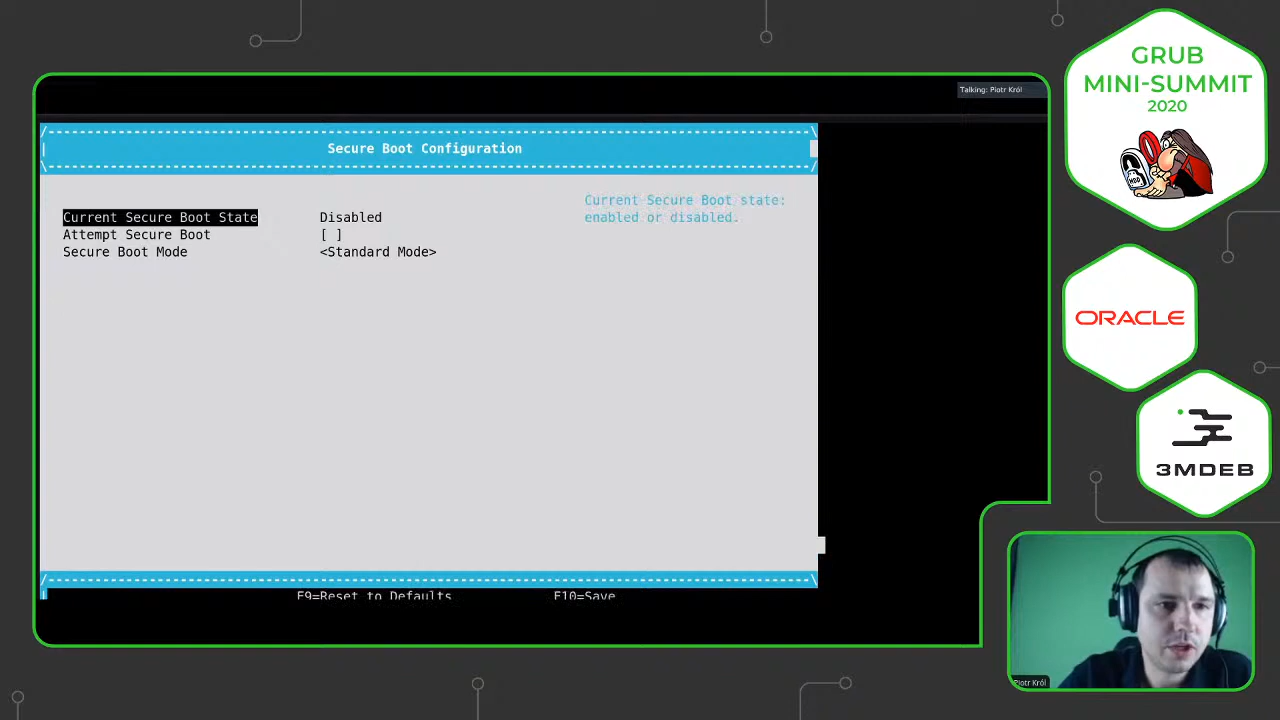 Talking: Piotr Król
Secure Boot Configuration
Current Secure Boot State Disabled
Attempt Secure Boot [ ]
Secure Boot Mode <Standard Mode>
Current Secure Boot state:
enabled or disabled.
F9=Reset to Defaults F10=Save
GRUB
MINI-SUMMIT
2020
ORACLE
3MDEB
Piotr Król